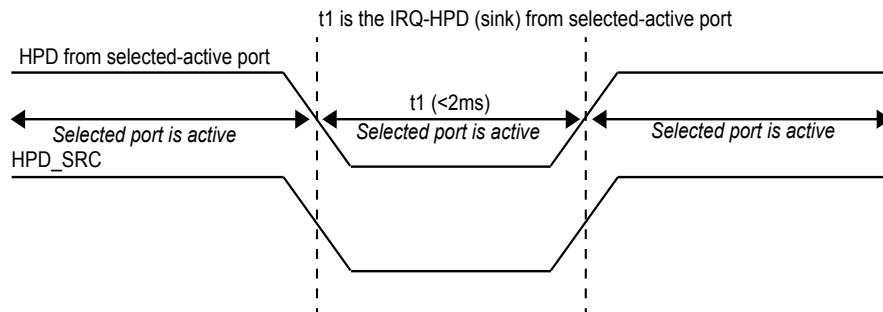 t1 is the IRQ-HPD (sink) from selected-active port
HPD from selected-active port
t1 (<2ms)
Selected port is active
Selected port is active
Selected port is active
HPD_SRC